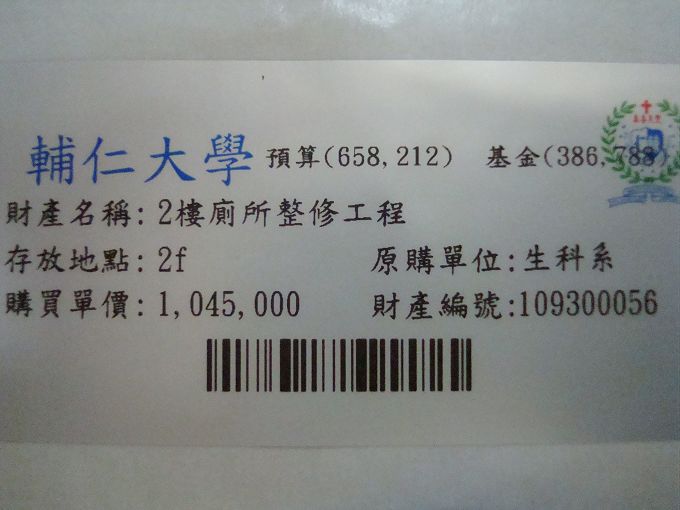 輔仁大學 預算(658,212) 基金(386,788)
財產名稱: 2樓廁所整修工程
存放地點: 2f 原購單位:生科系
購買單價: 1,045,000 財產編號:109300056